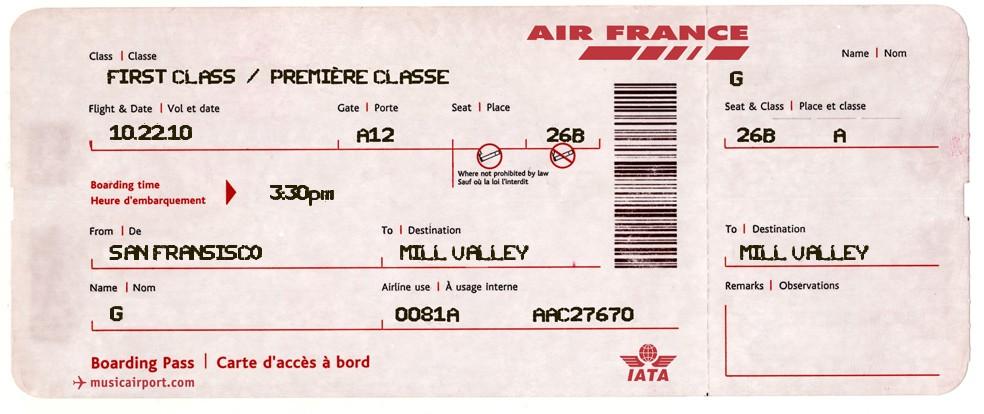 AIR FRANCE
Class | Classe
FIRST CLASS / PREMIÈRE CLASSE
Flight & Date | Vol et date
Gate | Porte
Seat | Place
10.22.10
A12
26B
Where not prohibited by law
Sauf où la loi l'interdit
Boarding time
Heure d'embarquement
3:30pm
From | De
To | Destination
SAN FRANSISCO
MILL VALLEY
Name | Nom
Airline use | À usage interne
G
0081A
AAC27670
Boarding Pass | Carte d'accès à bord
musicairport.com
IATA
Name | Nom
G
Seat & Class | Place et classe
26B
A
To | Destination
MILL VALLEY
Remarks | Observations